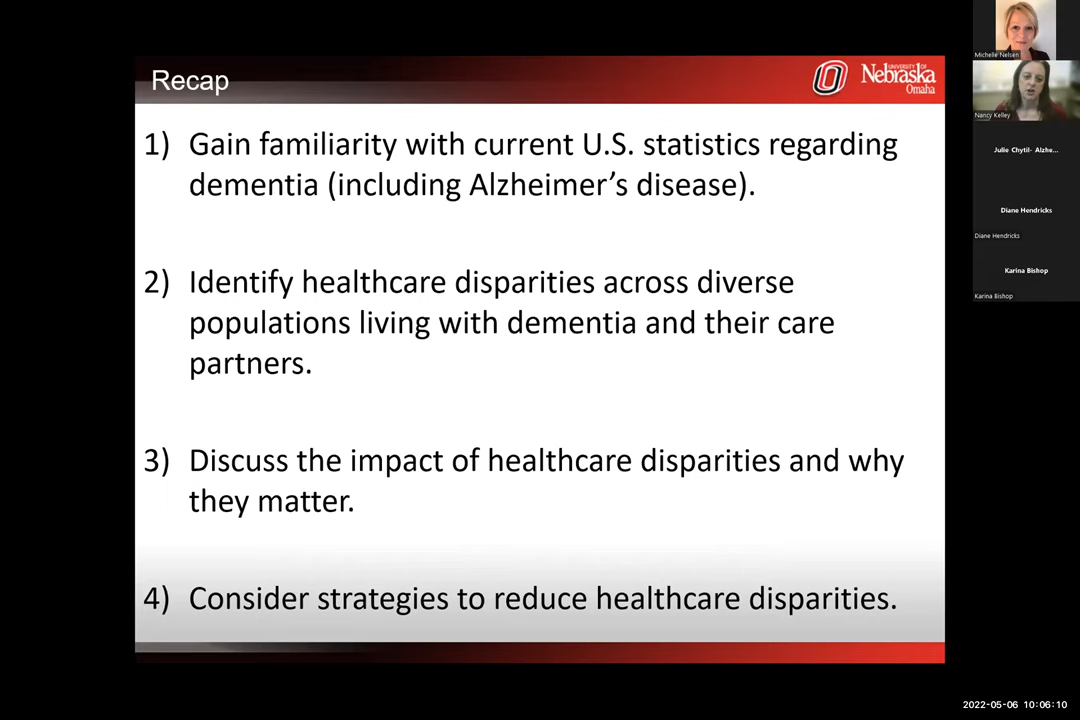 Recap
UNIVERSITY OF
Nebraska
Omaha
1) Gain familiarity with current U.S. statistics regarding
dementia (including Alzheimer’s disease).
2) Identify healthcare disparities across diverse
populations living with dementia and their care
partners.
3) Discuss the impact of healthcare disparities and why
they matter.
4) Consider strategies to reduce healthcare disparities.
Michelle Nelsen
Nancy Kelley
Julie Chytil- Alzhe...
Diane Hendricks
Diane Hendricks
Karina Bishop
Karina Bishop
2022-05-06 10:06:10